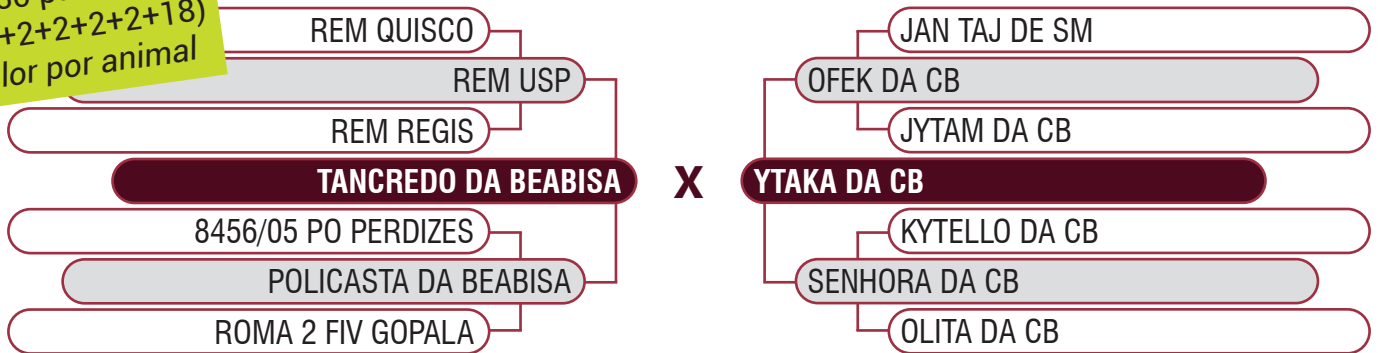 +2+2+2+2+18)
por animal
REM QUISCO
REM USP
REM REGIS
TANCREDO DA BEABISA
8456/05 PO PERDIZES
POLICASTA DA BEABISA
ROMA 2 FIV GOPALA
X
JAN TAJ DE SM
OFEK DA CB
JYTAM DA CB
YTAKA DA CB
KYTELLO DA CB
SENHORA DA CB
OLITA DA CB